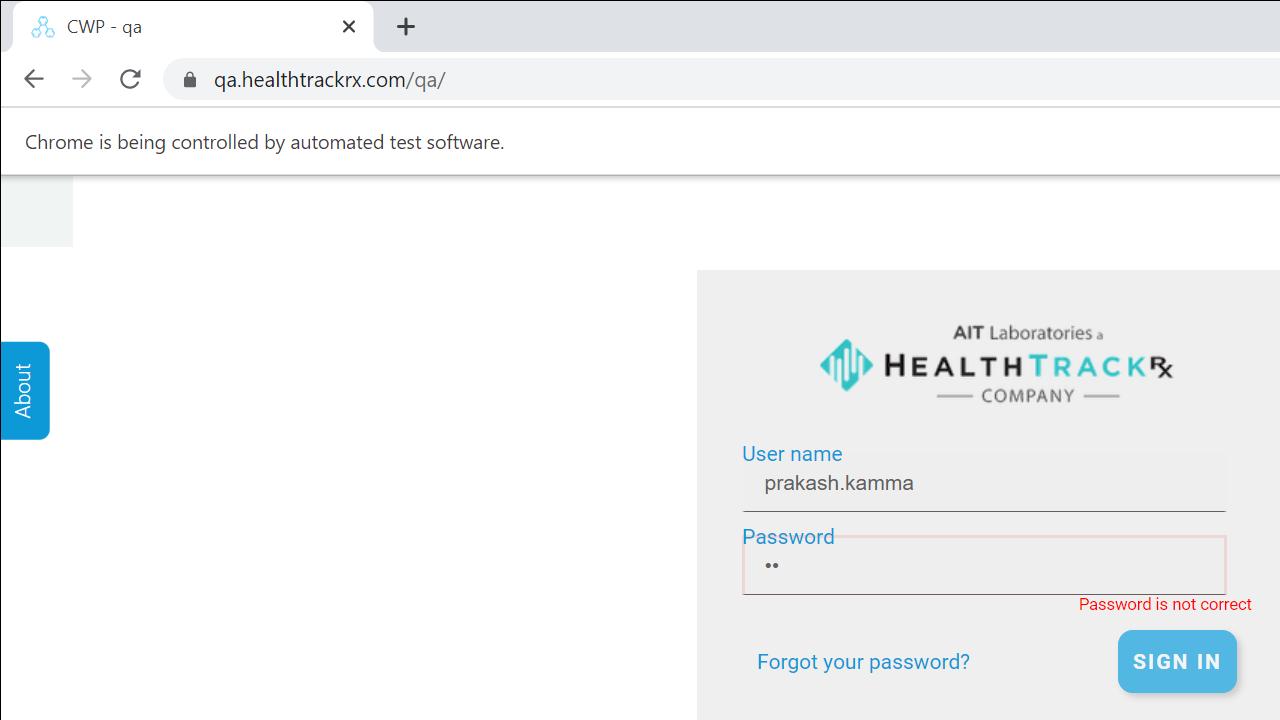 CWP - qa
qa.healthtrackrx.com/qa/
Chrome is being controlled by automated test software.
About
AIT Laboratories a
HEALTHTRACKRx
COMPANY
User name
prakash.kamma
Password
••
Password is not correct
Forgot your password?
SIGN IN